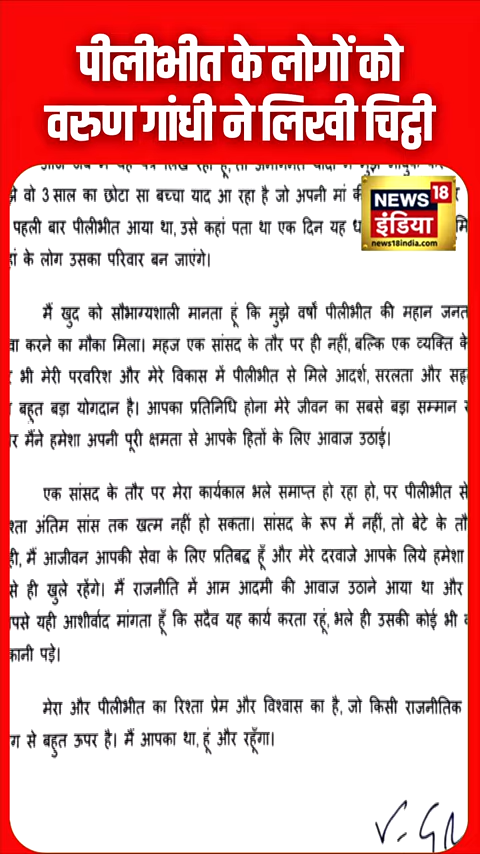 पीलीभीत के लोगों को
वरुण गांधी ने लिखी चिट्ठी
NEWS 18
इंडिया
news18india.com
वो 3 साल का छोटा सा बच्चा याद आ रहा है जो अपनी मां
पहली बार पीलीभीत आया था, उसे कहां पता था एक दिन यह
के लोग उसका परिवार बन जाएंगे।
मैं खुद को सौभाग्यशाली मानता हूं कि मुझे वर्षों पीलीभीत की महान
करने का मौका मिला। महज एक सांसद के तौर पर ही नहीं, बल्कि एक व्यक्ति के
भी मेरी परवरिश और मेरे विकास में पीलीभीत से मिले आदर्श, सरलता और
बहुत बड़ा योगदान है। आपका प्रतिनिधि होना मेरे जीवन का सबसे बड़ा सम्मान
मैंने हमेशा अपनी पूरी क्षमता से आपके हितों के लिए आवाज उठाई।
एक सांसद के तौर पर मेरा कार्यकाल भले समाप्त हो रहा हो, पर पीलीभीत से
अंतिम सांस तक खत्म नहीं हो सकता। सांसद के रूप में नहीं, तो बेटे के
मैं आजीवन आपकी सेवा के लिए प्रतिबद्ध हूँ और मेरे दरवाजे आपके लिये हमेशा
से ही खुले रहेंगे। मैं राजनीति में आम आदमी की आवाज उठाने आया था और
यही आशीर्वाद मांगता हूँ कि सदैव यह कार्य करता रहूं, भले ही उसकी कोई भी
पड़े।
मेरा और पीलीभीत का रिश्ता प्रेम और विश्वास का है, जो किसी राजनीतिक
से बहुत ऊपर है। मैं आपका था, हूं और रहूँगा।